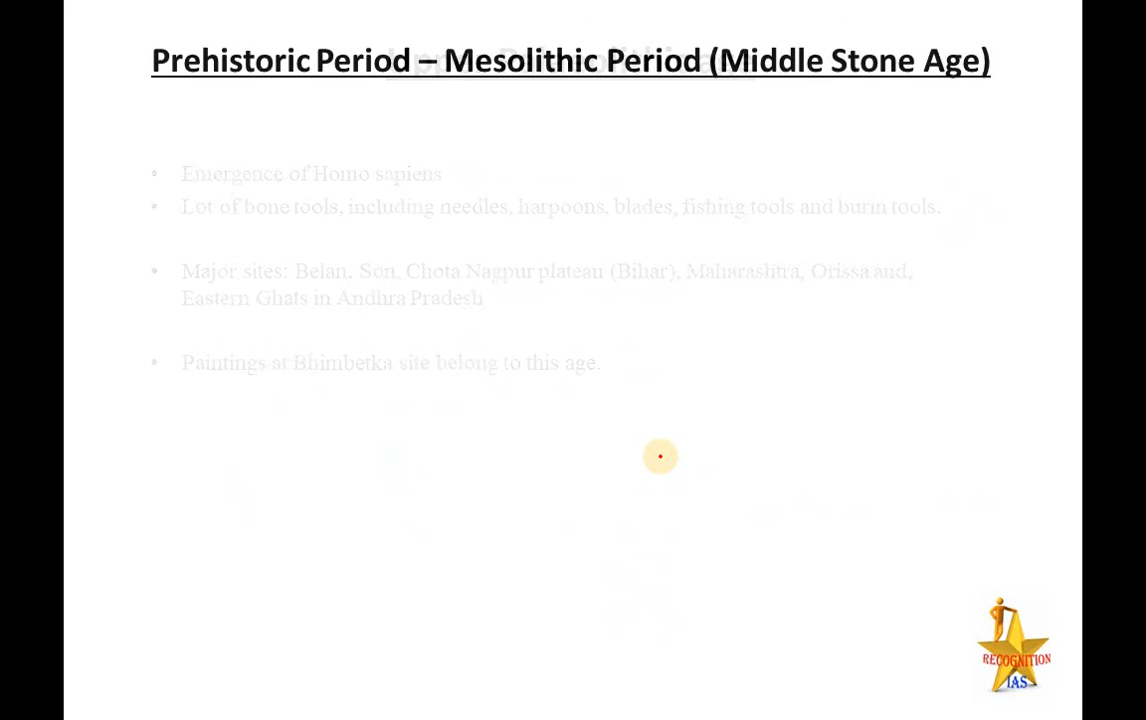 Prehistoric Period – Mesolithic Period (Middle Stone Age)
• Emergence of Homo sapiens
• Lot of bone tools, including needles, harpoons, blades, fishing tools and burin tools.
• Major sites: Belan, Son, Chota Nagpur plateau (Bihar), Maharashtra, Orissa and,
Eastern Ghats in Andhra Pradesh
• Paintings at Bhimbetka site belong to this age.
RECOGNITION
IAS